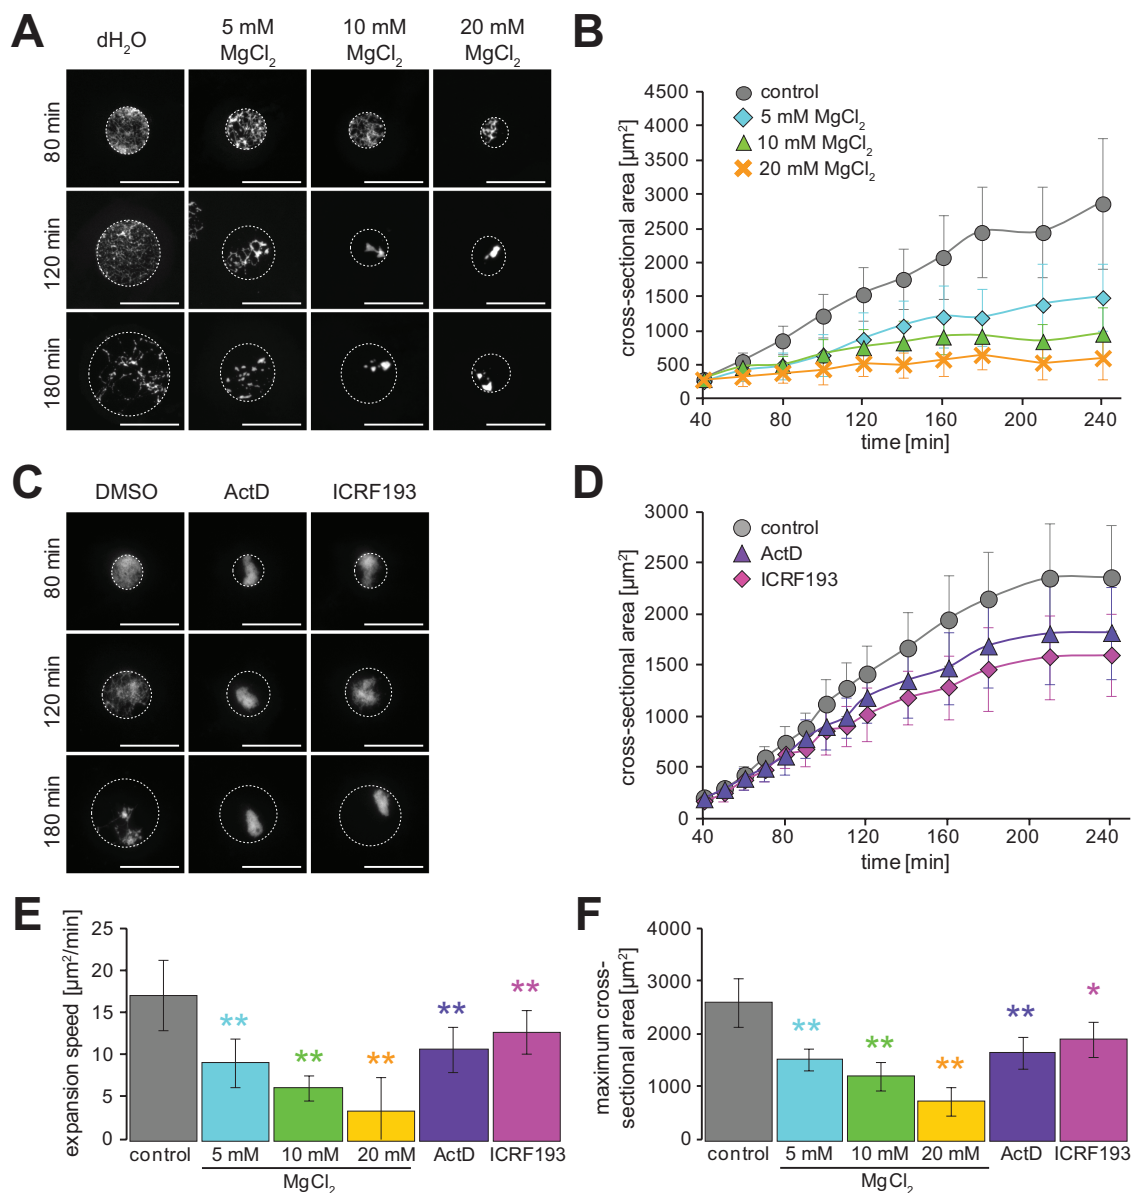 A
dH2O
5 mM
MgCl2
10 mM
MgCl2
20 mM
MgCl2
80 min
120 min
180 min
B
cross-sectional area [µm²]
4500
4000
3500
3000
2500
2000
1500
1000
500
0
control
5 mM MgCl2
10 mM MgCl2
20 mM MgCl2
40
80
120
160
200
240
time [min]
C
DMSO
ActD
ICRF193
80 min
120 min
180 min
D
cross-sectional area [µm²]
3000
2500
2000
1500
1000
500
0
control
ActD
ICRF193
40
80
120
160
200
240
time [min]
E
expansion speed [µm²/min]
25
20
15
10
5
0
**
**
**
**
**
control
5 mM
10 mM
20 mM
ActD
ICRF193
MgCl2
F
maximum cross-
sectional area [µm²]
4000
3000
2000
1000
0
**
**
**
**
*
control
5 mM
10 mM
20 mM
ActD
ICRF193
MgCl2